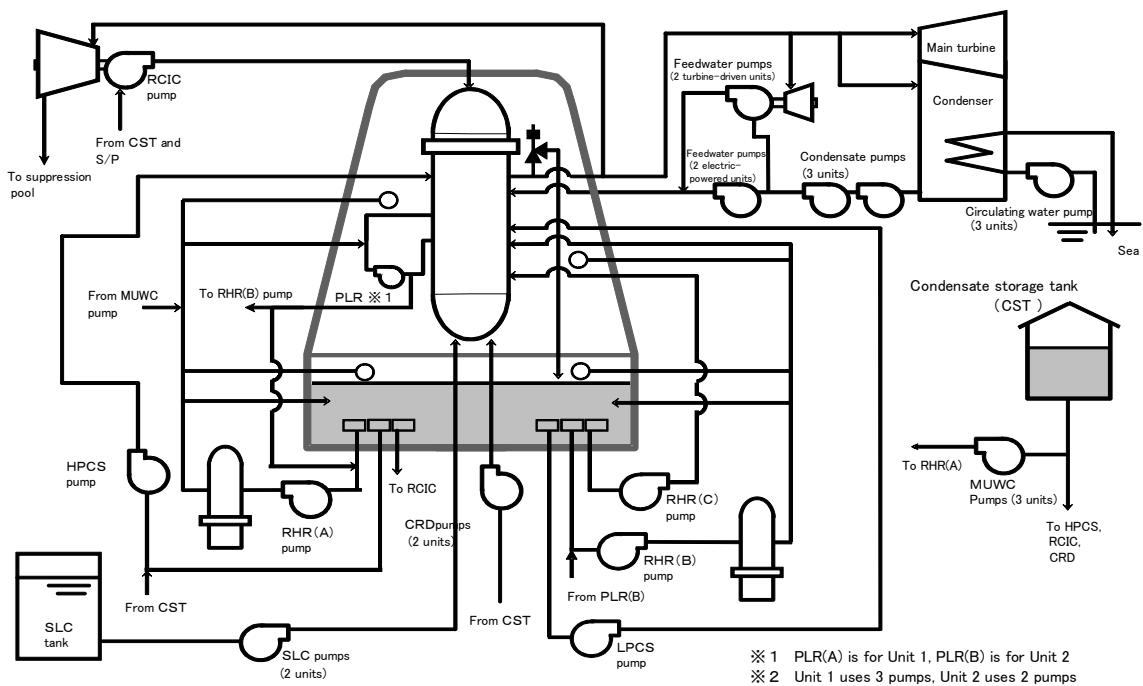 RCIC
pump
From CST and
S/P
To suppression
pool
Feedwater pumps
(2 turbine-driven units)
Main turbine
Condenser
Feedwater pumps
(2 electric-
powered units)
Condensate pumps
(3 units)
Circulating water pump
(3 units)
Sea
From MUWC
pump
To RHR(B) pump
PLR ※1
Condensate storage tank
(CST)
HPCS
pump
To RCIC
RHR(A)
pump
CRDpumps
(2 units)
RHR(C)
pump
To RHR(A)
MUWC
Pumps (3 units)
To HPCS,
RCIC,
CRD
RHR(B)
pump
From PLR(B)
From CST
From CST
SLC
tank
SLC pumps
(2 units)
LPCS
pump
※1 PLR(A) is for Unit 1, PLR(B) is for Unit 2
※2 Unit 1 uses 3 pumps, Unit 2 uses 2 pumps